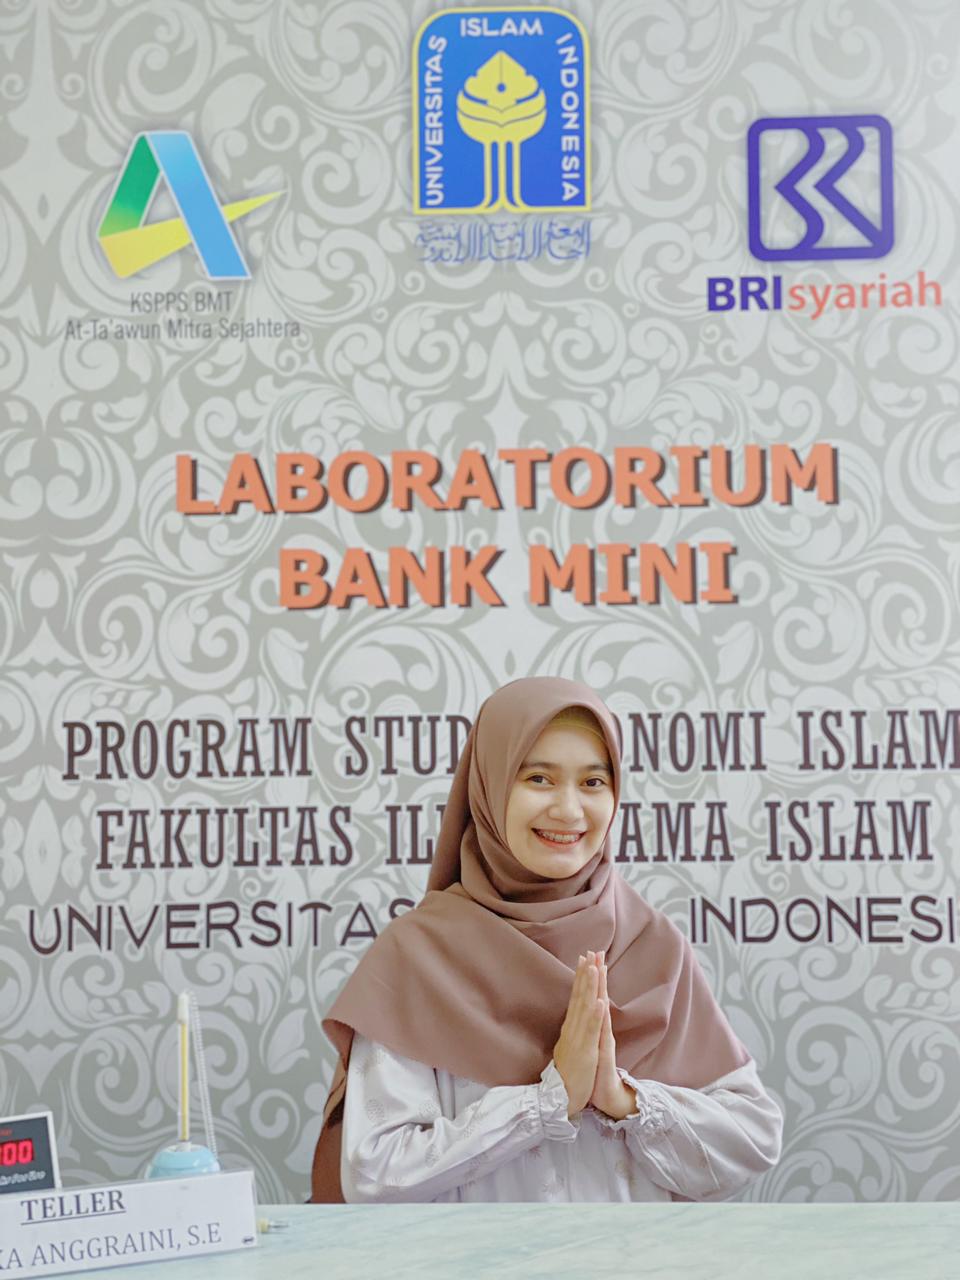 UNIVERSITAS ISLAM INDONESIA
KSPPS BMT
At-Ta'awun Mitra Sejahtera
BRIsyariah
LABORATORIUM
BANK MINI
PROGRAM STUD ONOMI ISLAM
FAKULTAS IL AMA ISLAM
UNIVERSITAS INDONESI
00
TELLER
KA ANGGRAINI, S.E